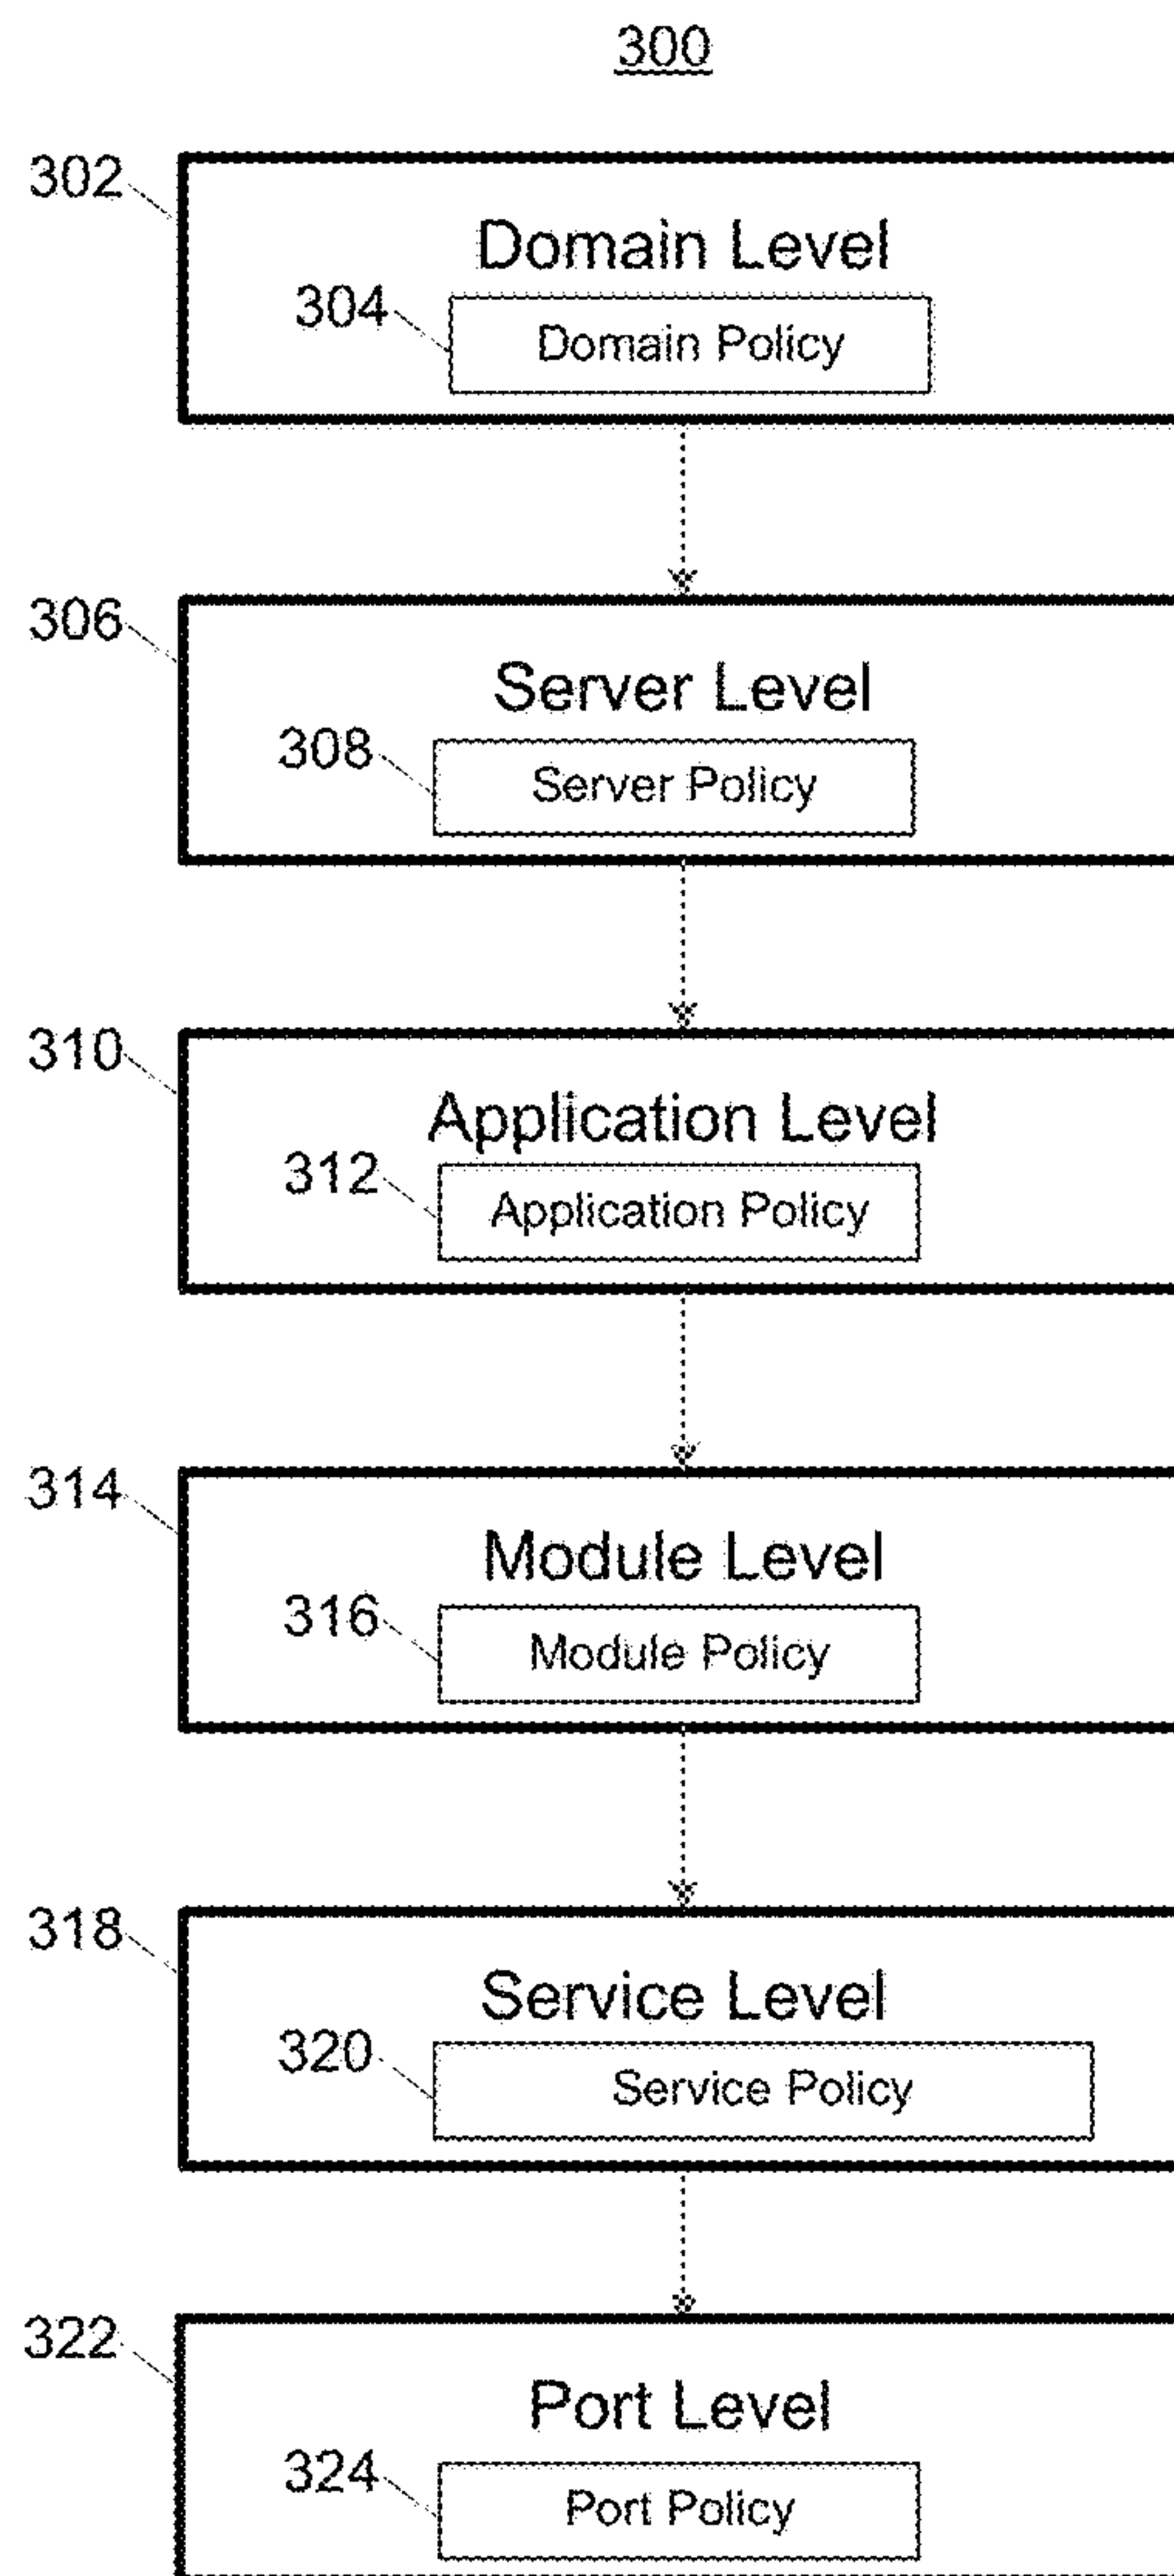 300
302
Domain Level
304
Domain Policy
306
Server Level
308
Server Policy
310
Application Level
312
Application Policy
314
Module Level
316
Module Policy
318
Service Level
320
Service Policy
322
Port Level
324
Port Policy